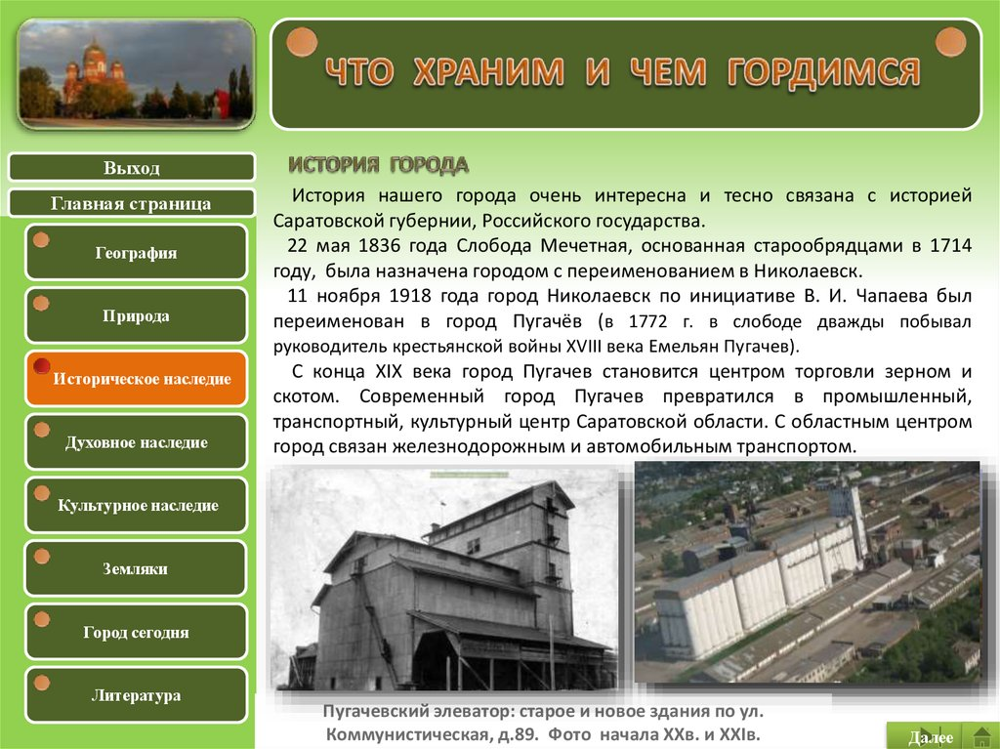 ЧТО ХРАНИМ И ЧЕМ ГОРДИМСЯ
Выход
Главная страница
География
Природа
Историческое наследие
Духовное наследие
Культурное наследие
Земляки
Город сегодня
Литература
ИСТОРИЯ ГОРОДА
История нашего города очень интересна и тесно связана с историей
Саратовской губернии, Российского государства.
22 мая 1836 года Слобода Мечетная, основанная старообрядцами в 1714
году, была назначена городом с переименованием в Николаевск.
11 ноября 1918 года город Николаевск по инициативе В. И. Чапаева был
переименован в город Пугачёв (в 1772 г. в слободе дважды побывал
руководитель крестьянской войны XVIII века Емельян Пугачев).
С конца XIX века город Пугачев становится центром торговли зерном и
скотом. Современный город Пугачев превратился в промышленный,
транспортный, культурный центр Саратовской области. С областным центром
город связан железнодорожным и автомобильным транспортом.
Пугачевский элеватор: старое и новое здания по ул.
Коммунистическая, д.89. Фото начала XXв. и XXIв.
Далее